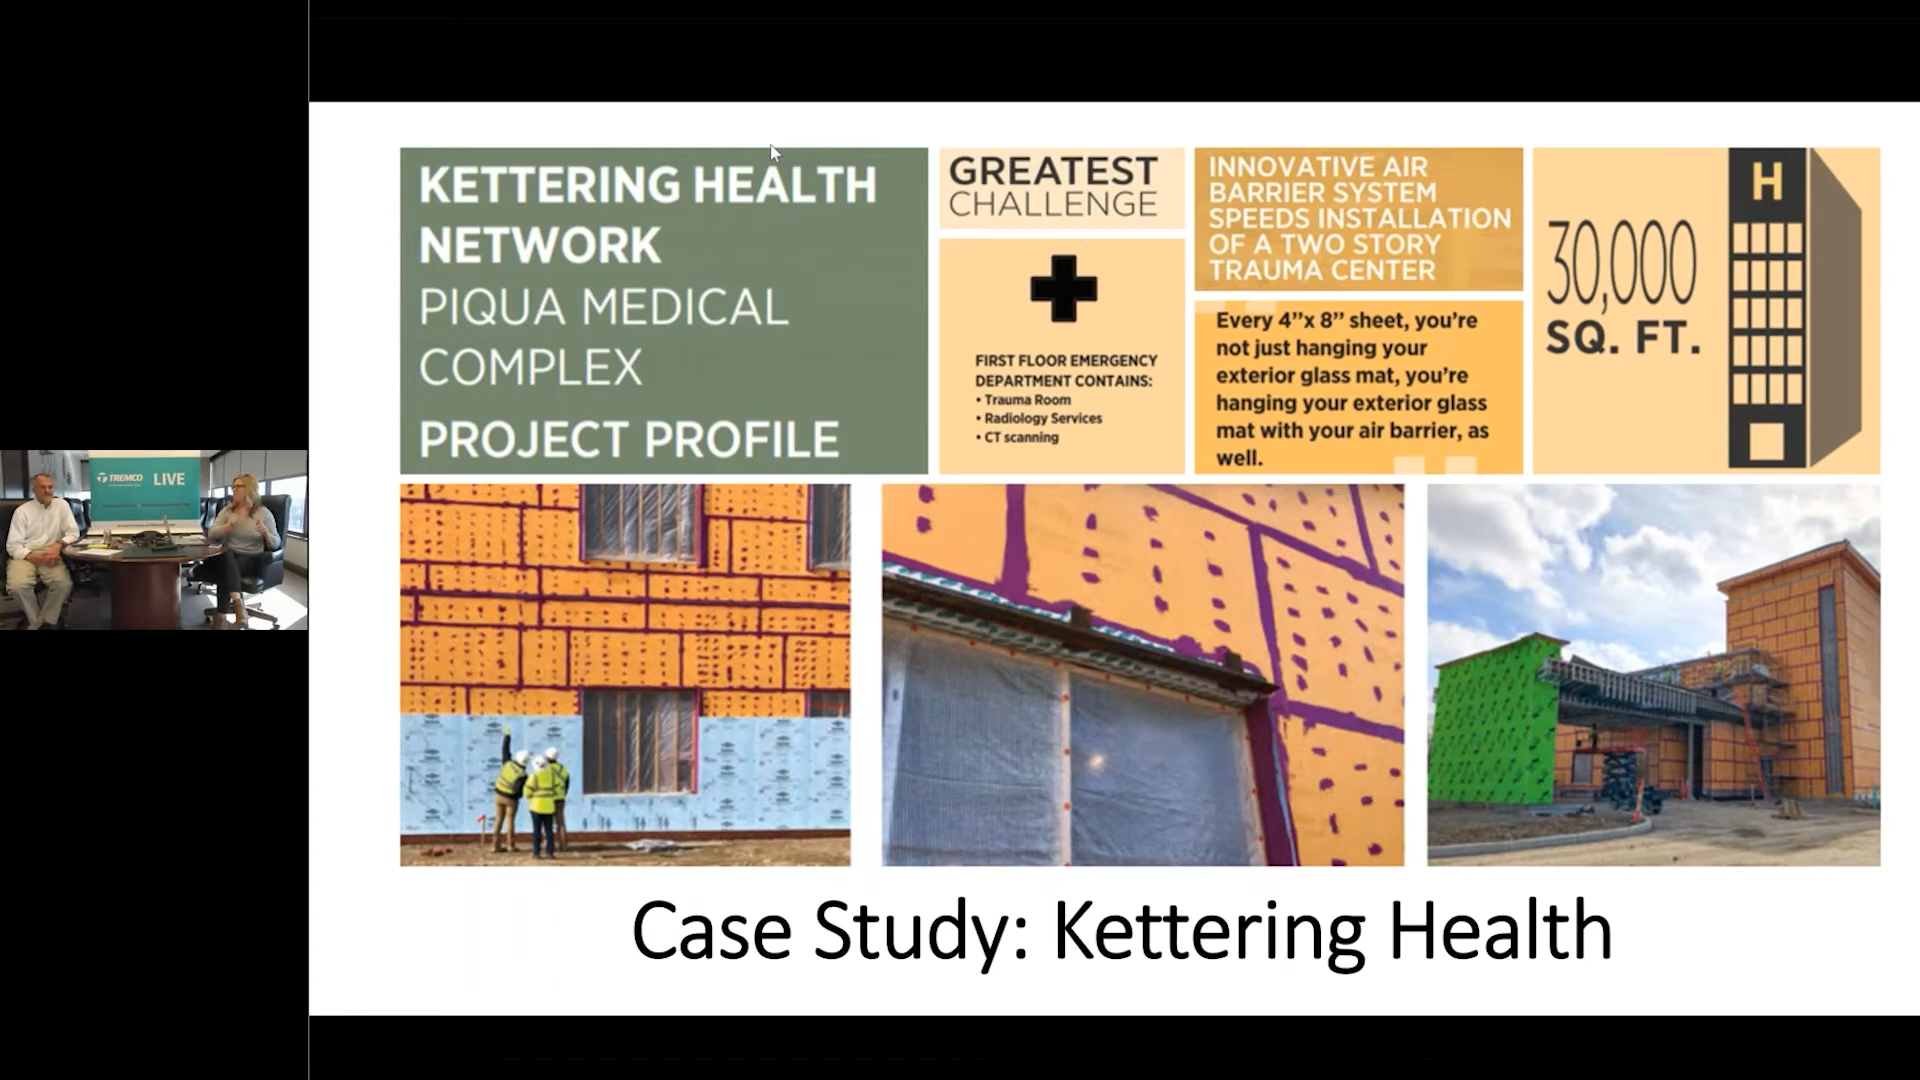 KETTERING HEALTH
NETWORK
PIQUA MEDICAL
COMPLEX
PROJECT PROFILE
GREATEST
CHALLENGE
FIRST FLOOR EMERGENCY
DEPARTMENT CONTAINS:
• Trauma Room
• Radiology Services
• CT scanning
INNOVATIVE AIR
BARRIER SYSTEM
SPEEDS INSTALLATION
OF A TWO STORY
TRAUMA CENTER
Every 4”x 8” sheet, you’re
not just hanging your
exterior glass mat, you’re
hanging your exterior glass
mat with your air barrier, as
well.
30,000
SQ. FT.
H
TREMCO LIVE
Case Study: Kettering Health